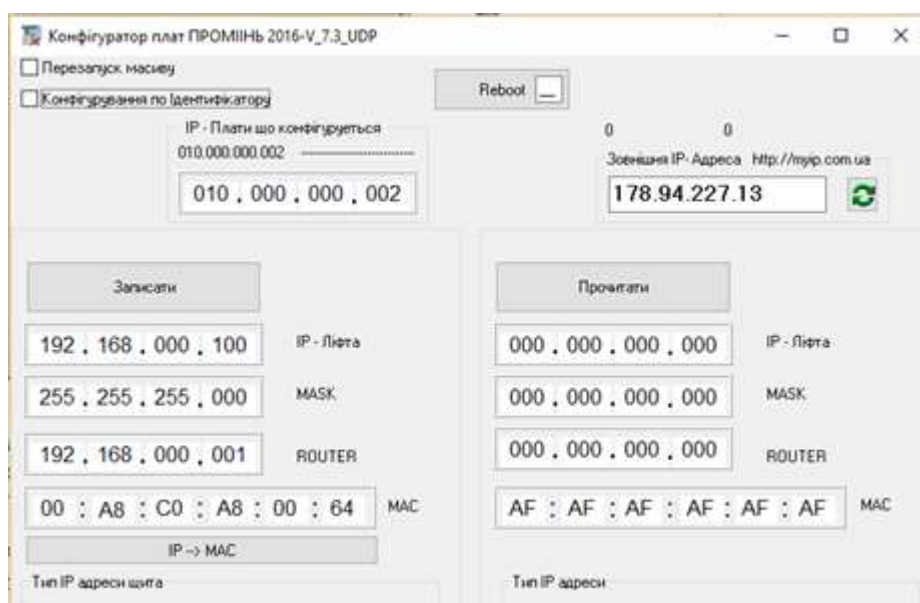 Конфігуратор плат ПРОМІІНЬ 2016-V_7.3_UDP
Перезапуск масиву
Конфігурування по Ідентифікатору
Reboot
IP - Плати що конфігуруеться
010.000.000.002 ------------------------
010 . 000 . 000 . 002
0 0
Зовнішня IP- Адреса http://myip.com.ua
178.94.227.13
Записати
192 . 168 . 000 . 100 IP - Ліфта
255 . 255 . 255 . 000 MASK
192 . 168 . 000 . 001 ROUTER
00 : A8 : C0 : A8 : 00 : 64 MAC
IP --> MAC
Тип IP адреси щита
Прочитати
000 . 000 . 000 . 000 IP - Ліфта
000 . 000 . 000 . 000 MASK
000 . 000 . 000 . 000 ROUTER
AF : AF : AF : AF : AF : AF MAC
Тип IP адреси